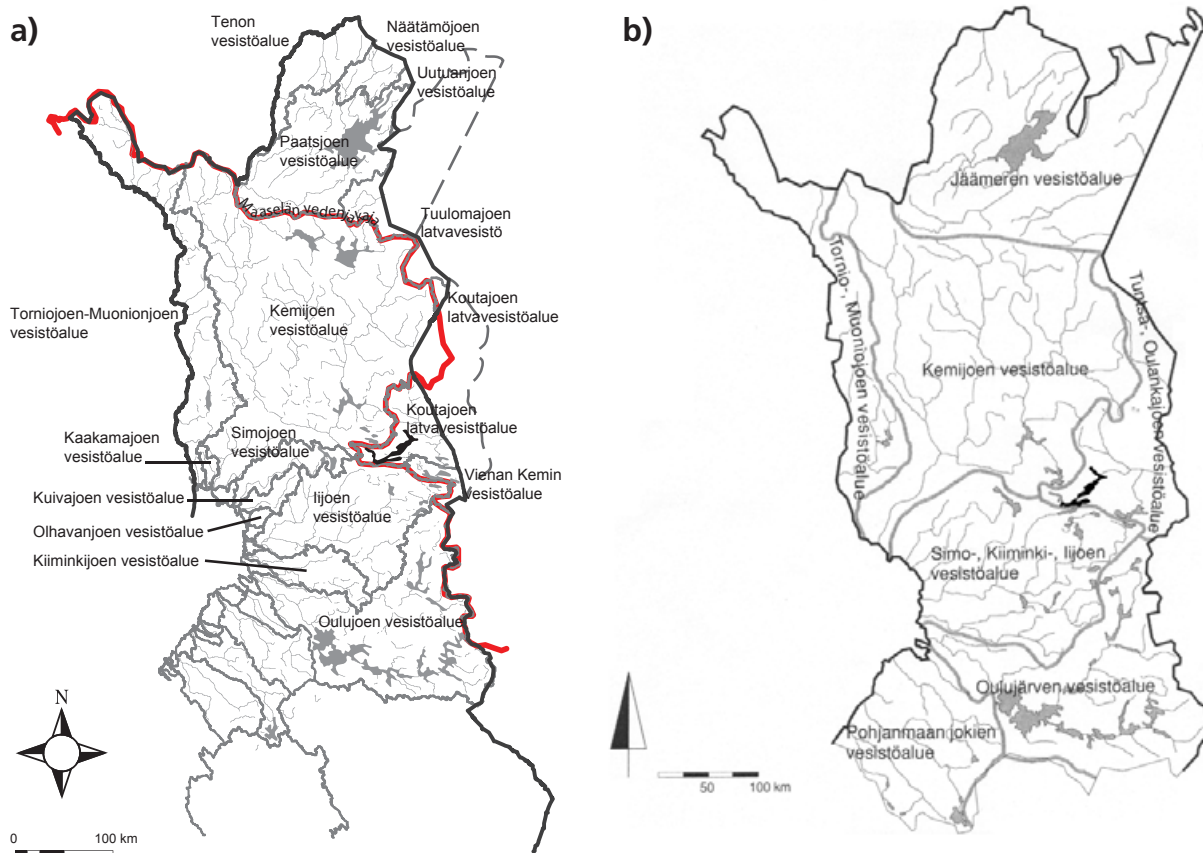 a)
Tenon
vesistöalue
Näätämöjoen
vesistöalue
Uutuanjoen
vesistöalue
Paatsjoen
vesistöalue
Maaselän vedenjakaja
Tuulomajoen
latvavesistö
Torniojoen-Muonionjoen
vesistöalue
Kemijoen
vesistöalue
Koutajoen
latvavesistöalue
Koutajoen
latvavesistöalue
Kaakamajoen
vesistöalue
Simojoen
vesistöalue
Vienan Kemin
vesistöalue
Kuivajoen vesistöalue
Iijoen
vesistöalue
Olhavanjoen vesistöalue
Kiiminkijoen vesistöalue
Oulujoen vesistöalue
N
0 100 km
b)
Jäämeren vesistöalue
Tornio-, Muoniojoen vesistöalue
Kemijoen vesistöalue
Tuntsa-, Oulankajoen vesistöalue
Simo-, Kiiminki-, Iijoen
vesistöalue
Oulujärven vesistöalue
Pohjanmaan jokien
vesistöalue
50 100 km